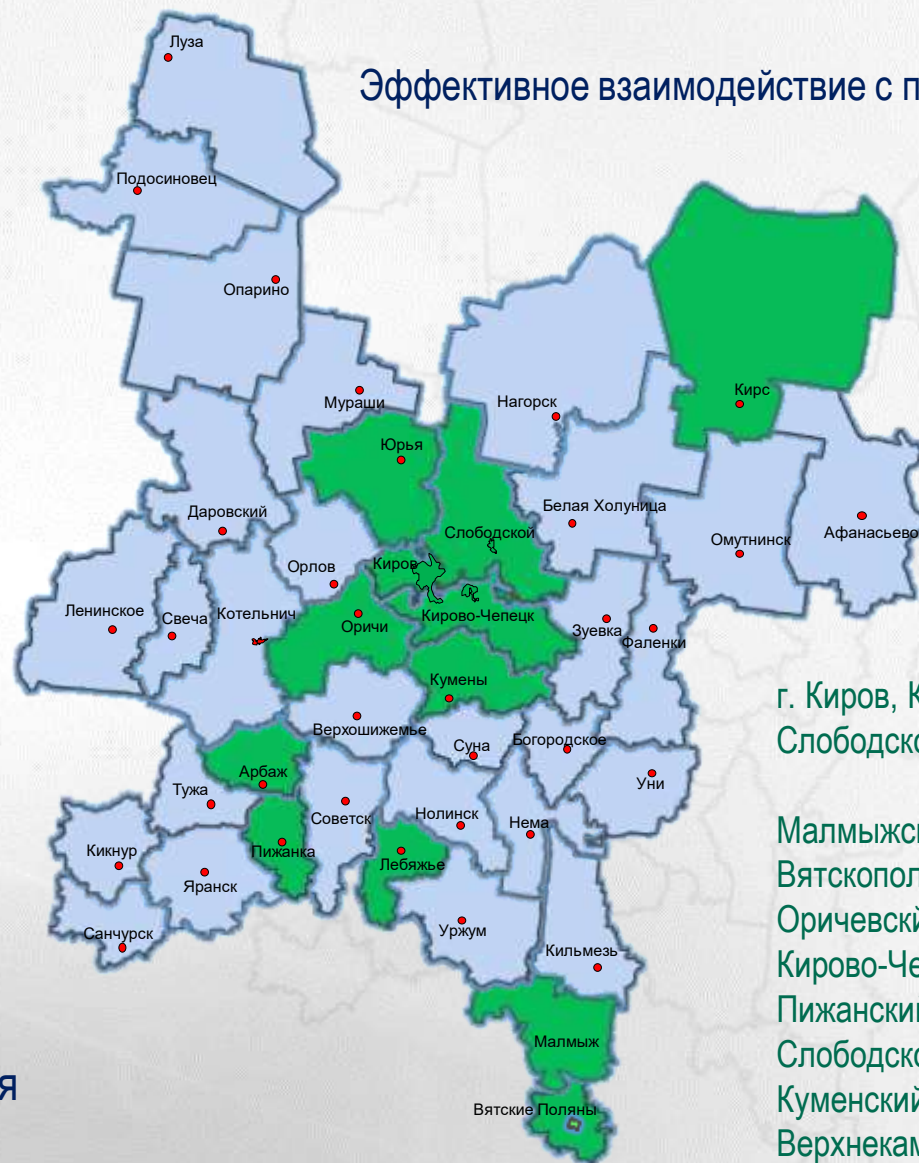 Луза
Эффективное взаимодействие с п
Подосиновец
Опарино
Мураши
Нагорск
Кирс
Юрья
Даровский
Слободской
Белая Холуница
Омутнинск
Афанасьево
Орлов
Киров
Ленинское
Свеча
Котельнич
Оричи
Кирово-Чепецк
Зуевка
Фаленки
Кумены
г. Киров, К
Верхошижемье
Суна
Богородское
Слободско
Арбаж
Уни
Тужа
Советск
Нолинск
Нема
Малмыжск
Кикнур
Пижанка
Лебяжье
Вятскопол
Яранск
Оричевскй
Санчурск
Уржум
Кильмезь
Кирово-Че
Пижански
Малмыж
Слободско
я
Куменский
Вятские Поляны
Верхнекам